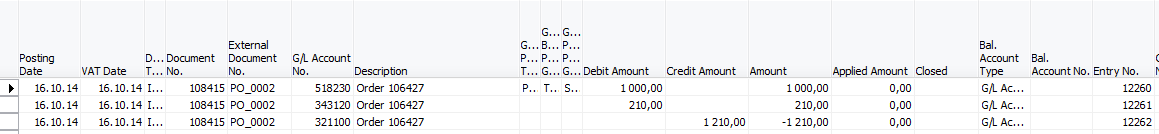 Posting Date VAT Date D... T... Document No. External Document No. G/L Account No. Description G... P... T... G... B... P... G... G... P... P... G... Debit Amount Credit Amount Amount Applied Amount Closed Bal. Account Type Bal. Account No. Entry No.
16.10.14 16.10.14 I... 108415 PO_0002 518230 Order 106427 P... T... S... 1 000,00 1 000,00 0,00 G/L Ac... 12260
16.10.14 16.10.14 I... 108415 PO_0002 343120 Order 106427 210,00 210,00 0,00 G/L Ac... 12261
16.10.14 16.10.14 I... 108415 PO_0002 321100 Order 106427 1 210,00 -1 210,00 0,00 G/L Ac... 12262